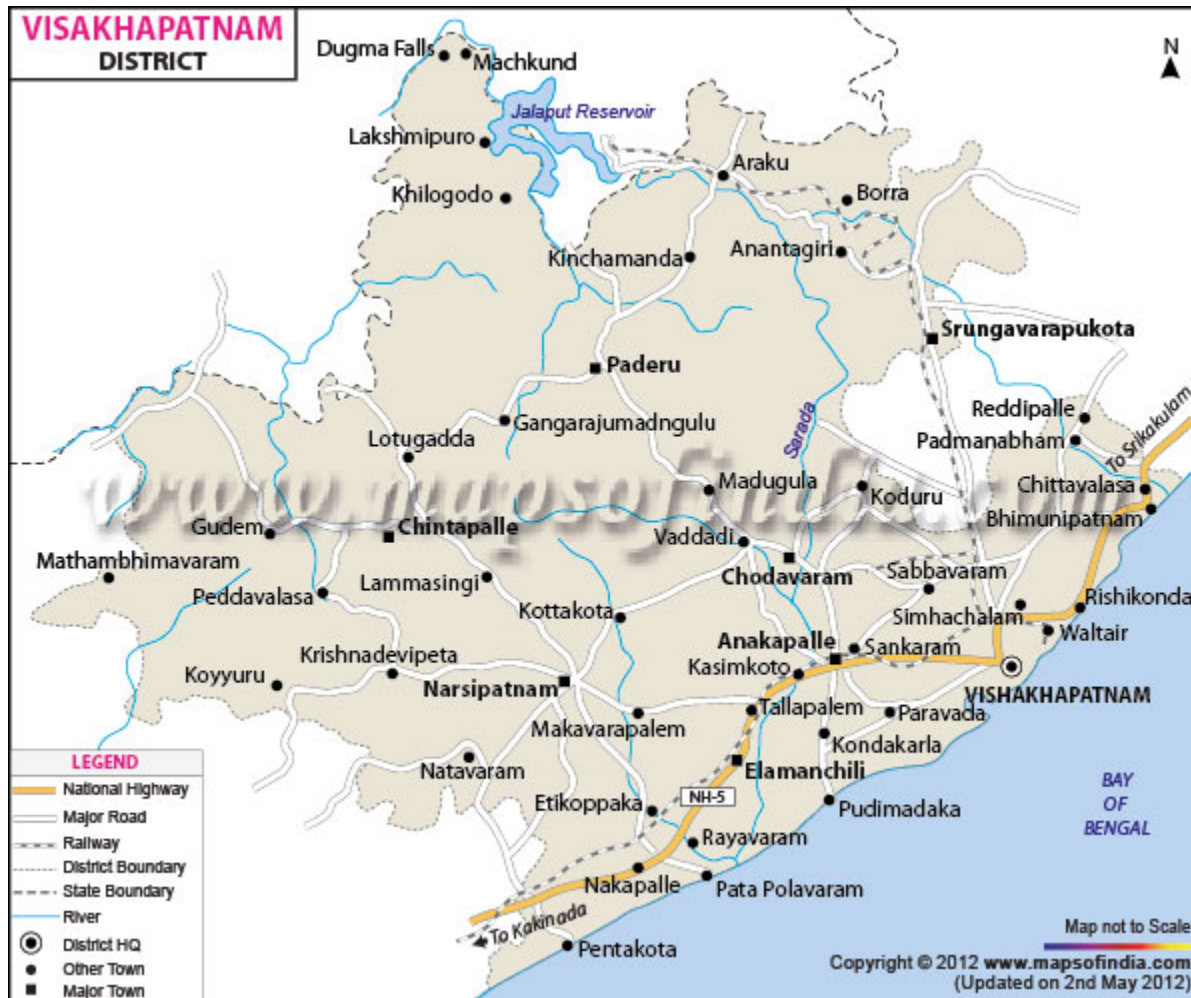 VISAKHAPATNAM
DISTRICT
N
Dugma Falls
Machkund
Jalaput Reservoir
Lakshmipuro
Araku
Khilogodo
Borra
Kinchamanda
Anantagiri
Srungavarapukota
Paderu
Reddipalle
Gangarajumadngulu
Lotugadda
Sarada
Padmanabham
To Srikakulam
www.mapsofindia.com
Madugula
Koduru
Chittavalasa
Gudem
Chintapalle
Vaddadi
Bhimunipatnam
Mathambhimavaram
Peddavalasa
Lammasingi
Chodavaram
Sabbavaram
Kottakota
Simhachalam
Rishikonda
Waltair
Anakapalle
Sankaram
Krishnadevipeta
Kasimkoto
Koyyuru
Narsipatnam
VISHAKHAPATNAM
Makavarapalem
Tallapalem
Paravada
Kondakarla
Natavaram
Elamanchili
Etikoppaka
NH-5
Pudimadaka
BAY
OF
BENGAL
Rayavaram
Nakapalle
Pata Polavaram
To Kakinada
Pentakota
LEGEND
National Highway
Major Road
Railway
District Boundary
State Boundary
River
District HQ
Other Town
Major Town
Map not to Scale
Copyright © 2012 www.mapsofindia.com
(Updated on 2nd May 2012)